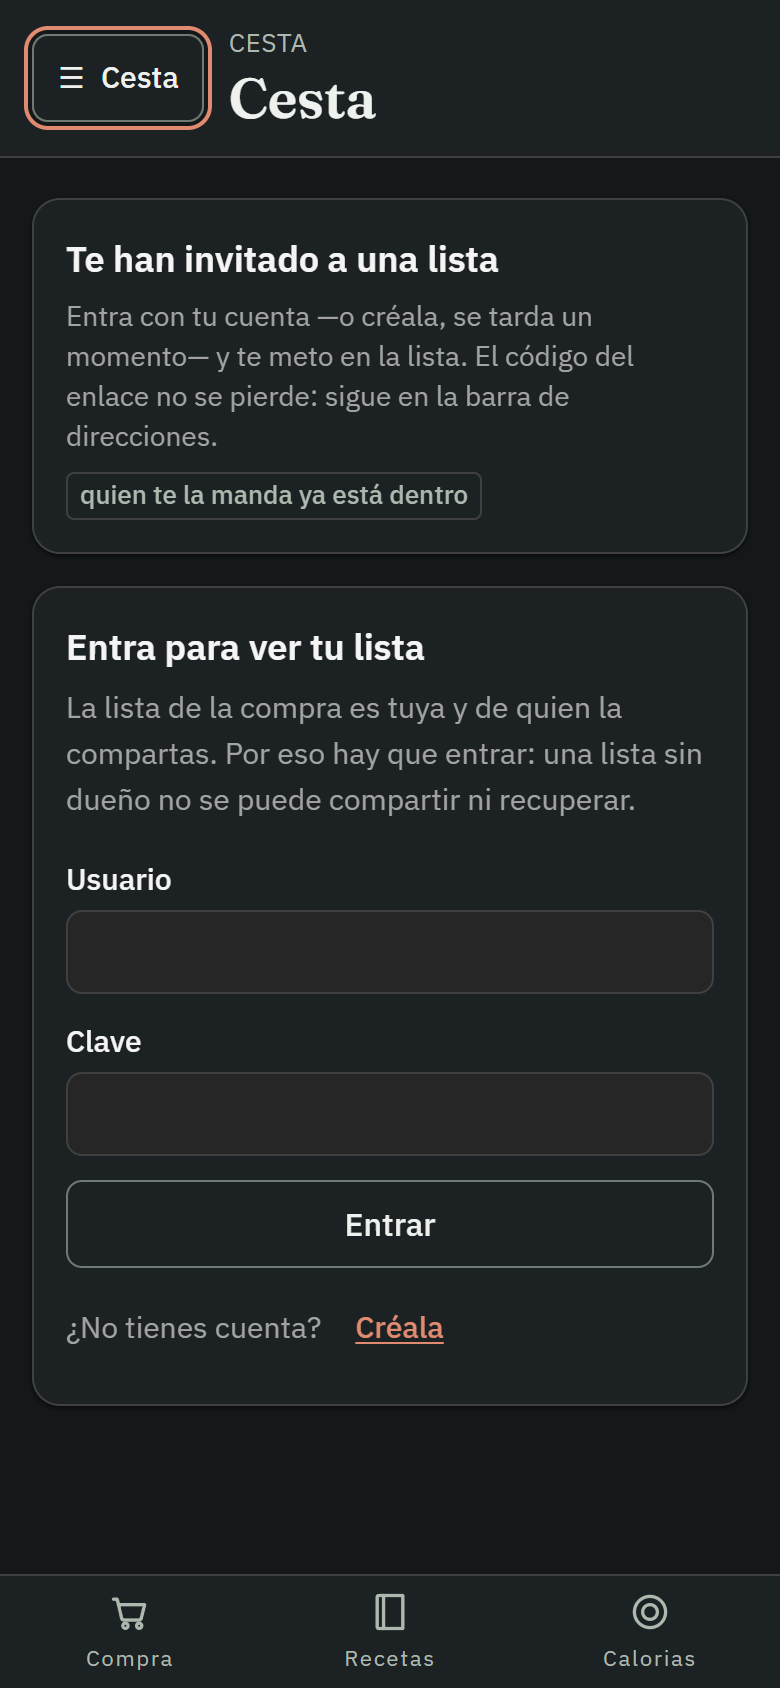 ☰ Cesta
CESTA
Cesta
Te han invitado a una lista
Entra con tu cuenta —o créala, se tarda un
momento— y te meto en la lista. El código del
enlace no se pierde: sigue en la barra de
direcciones.
quien te la manda ya está dentro
Entra para ver tu lista
La lista de la compra es tuya y de quien la
compartas. Por eso hay que entrar: una lista sin
dueño no se puede compartir ni recuperar.
Usuario
Clave
Entrar
¿No tienes cuenta? Créala
Compra Recetas Calorias